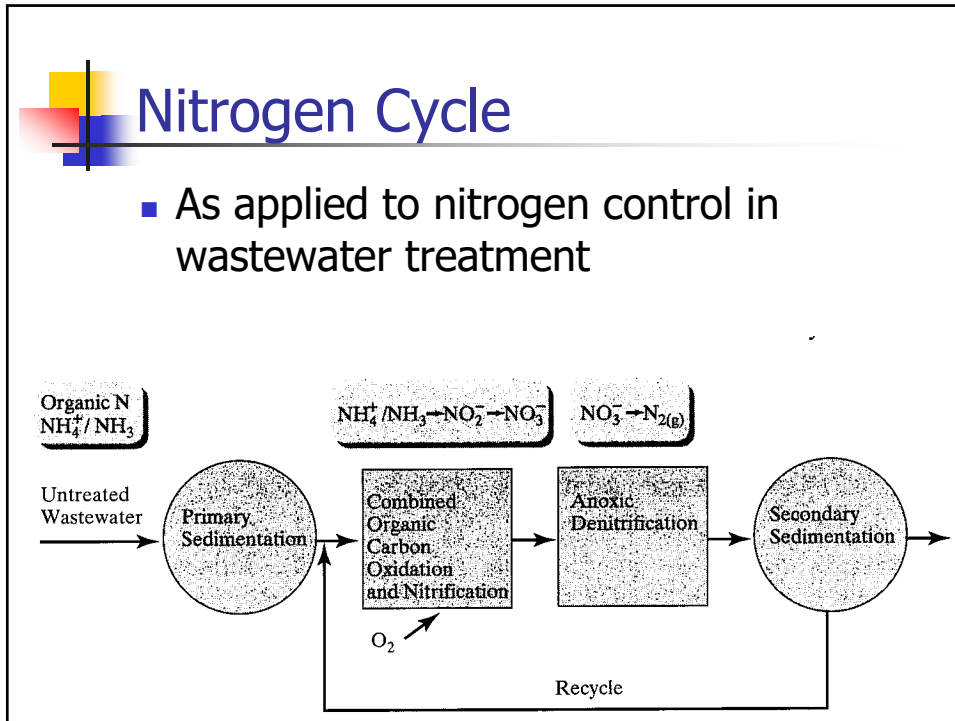 Nitrogen Cycle
As applied to nitrogen control in
wastewater treatment
Organic N
NH₄⁺/ NH₃
NH₄⁺/NH₃→NO₂⁻→NO₃⁻
NO₃⁻→N₂(g)
Untreated
Wastewater
Primary
Sedimentation
Combined
Organic
Carbon
Oxidation
and Nitrification
Anoxic
Denitrification
Secondary
Sedimentation
O₂
Recycle